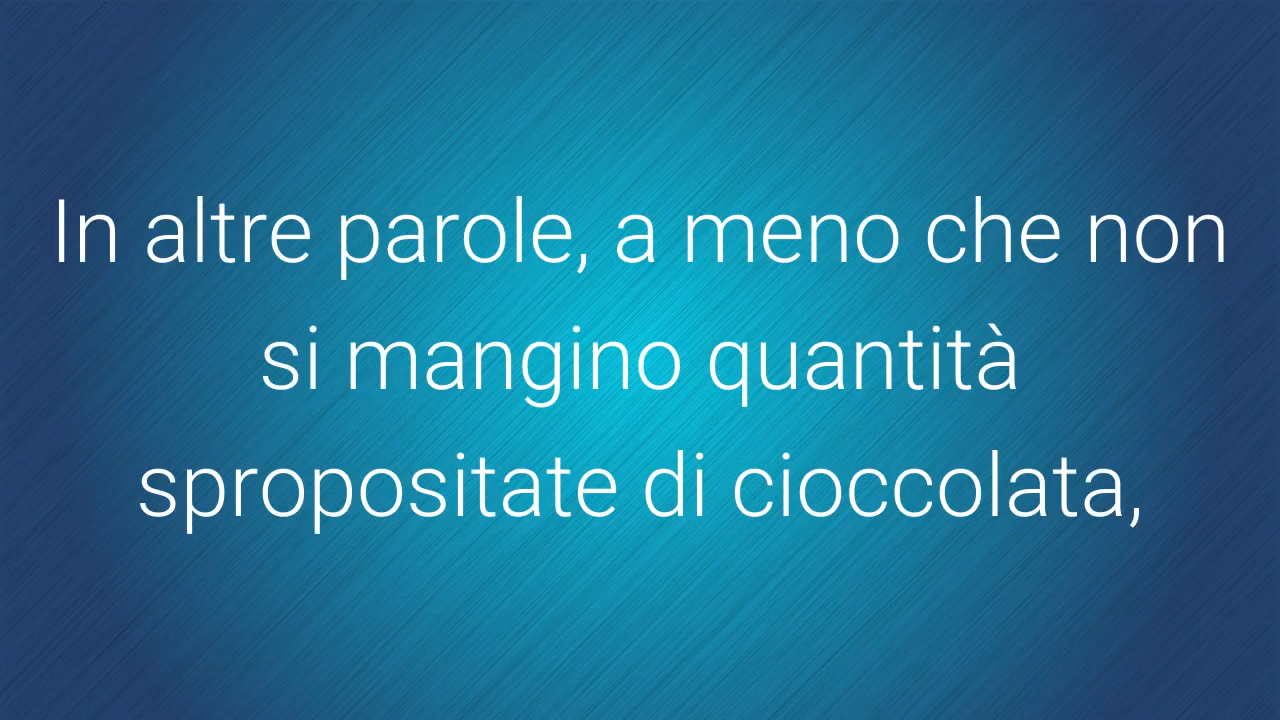 In altre parole, a meno che non
si mangino quantità
spropositate di cioccolata,